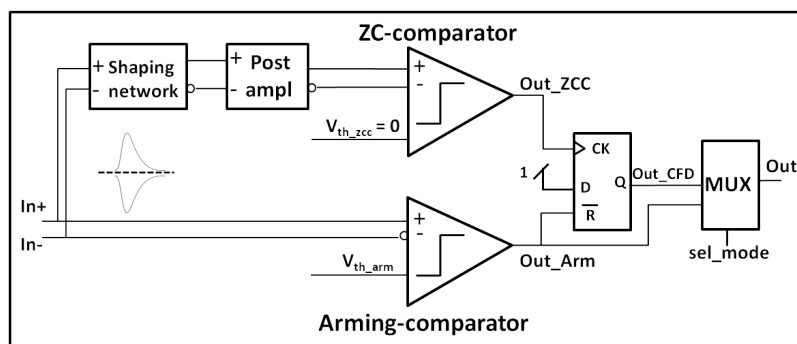 ZC-comparator
+ Shaping
- network
+ Post
- ampl
+
-
Out_ZCC
V_th_zcc = 0
CK
1
D
Q
R
Out_CFD
MUX
Out
sel_mode
In+
In-
+
-
V_th_arm
Out_Arm
Arming-comparator